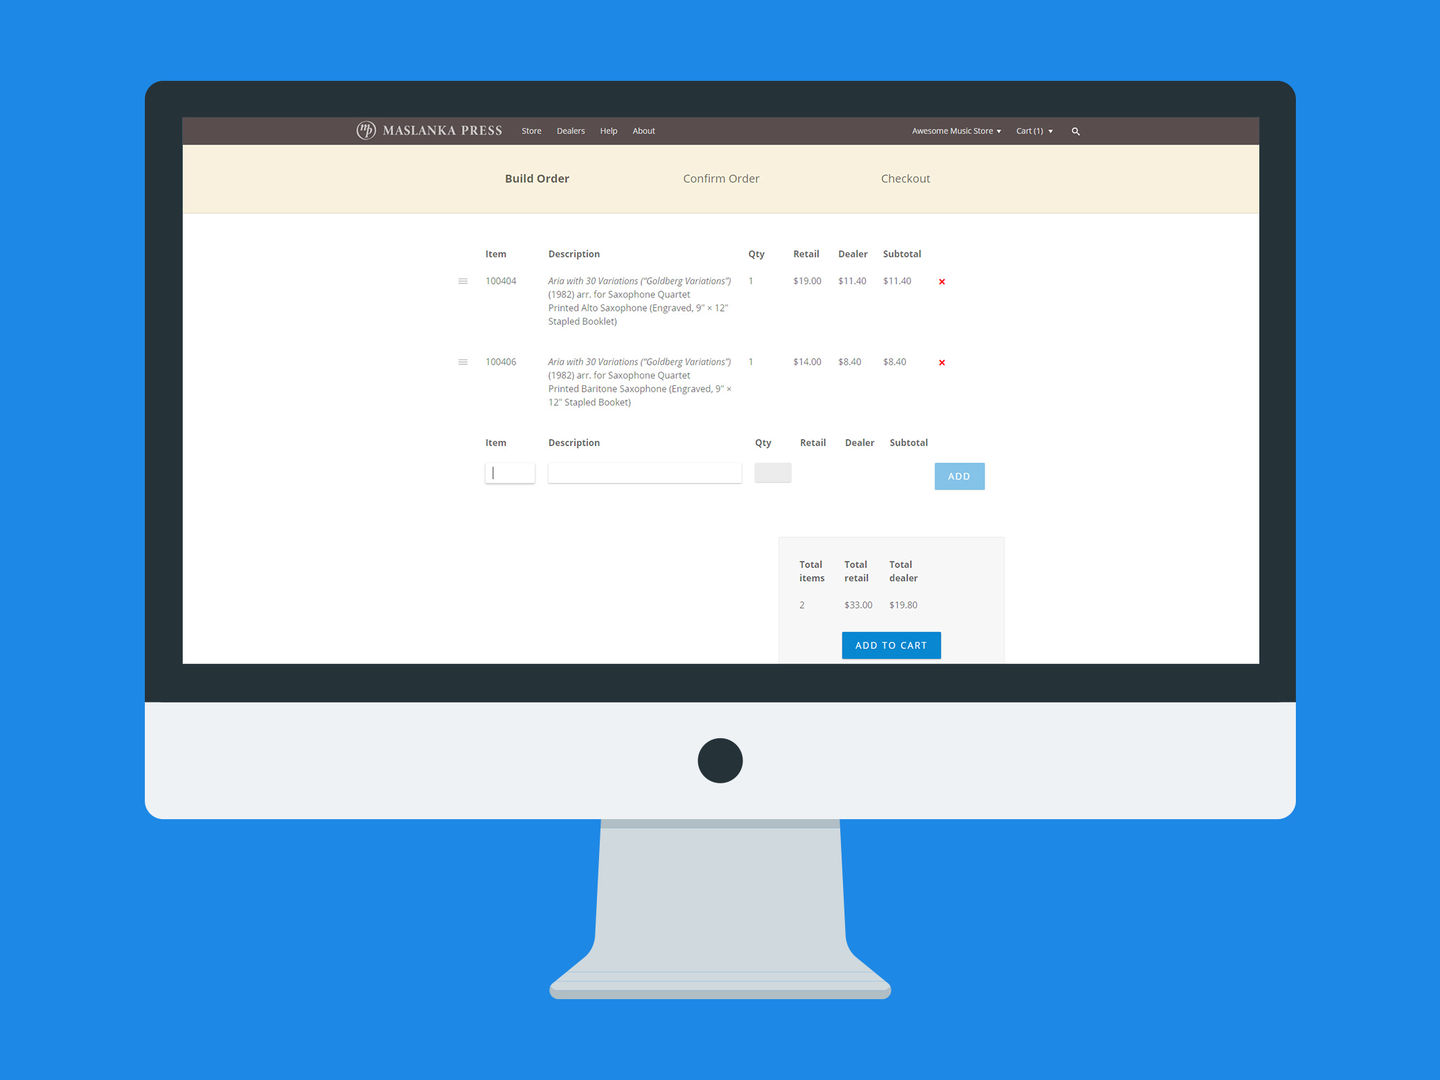 mp MASLANKA PRESS Store Dealers Help About Awesome Music Store Cart (1)
Build Order Confirm Order Checkout
Item Description Qty Retail Dealer Subtotal
100404 Aria with 30 Variations (“Goldberg Variations”) 1 $19.00 $11.40 $11.40
(1982) arr. for Saxophone Quartet
Printed Alto Saxophone (Engraved, 9" × 12"
Stapled Booklet)
100406 Aria with 30 Variations (“Goldberg Variations”) 1 $14.00 $8.40 $8.40
(1982) arr. for Saxophone Quartet
Printed Baritone Saxophone (Engraved, 9" ×
12" Stapled Booket)
Item Description Qty Retail Dealer Subtotal
ADD
Total Total Total
items retail dealer
2 $33.00 $19.80
ADD TO CART